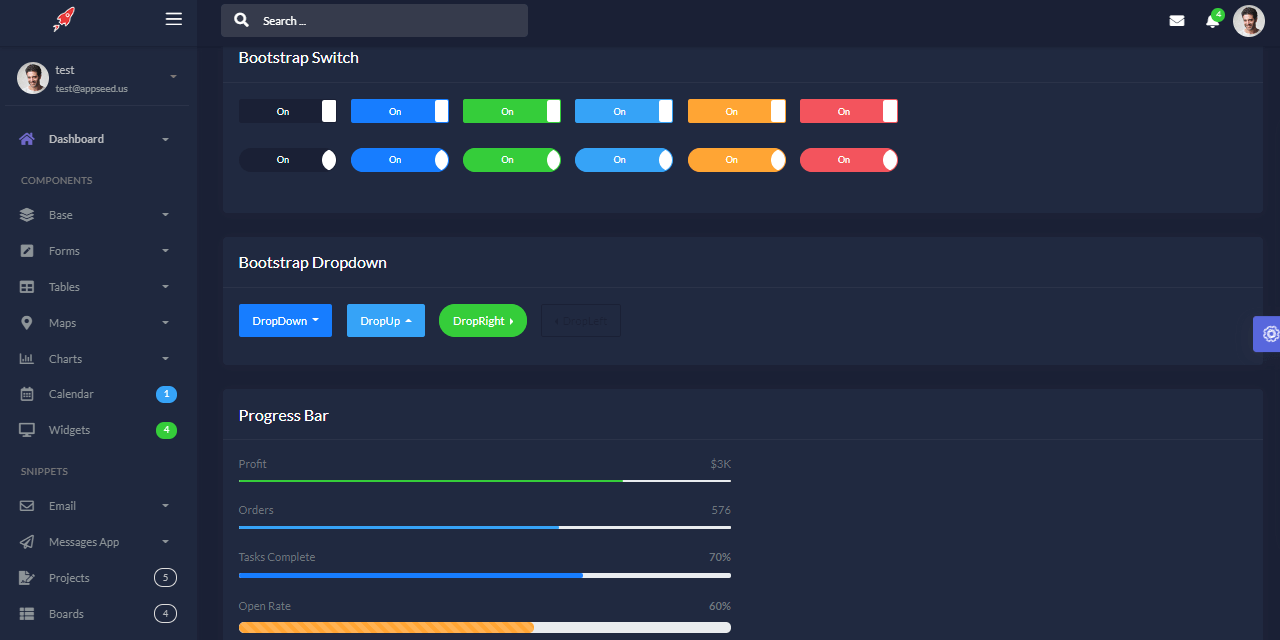 Search ...
4
test
test@appseed.us
Dashboard
COMPONENTS
Base
Forms
Tables
Maps
Charts
Calendar 1
Widgets 4
SNIPPETS
Email
Messages App
Projects 5
Boards 4
Bootstrap Switch
On On On On On On
On On On On On On
Bootstrap Dropdown
DropDown DropUp DropRight DropLeft
Progress Bar
Profit $3K
Orders 576
Tasks Complete 70%
Open Rate 60%